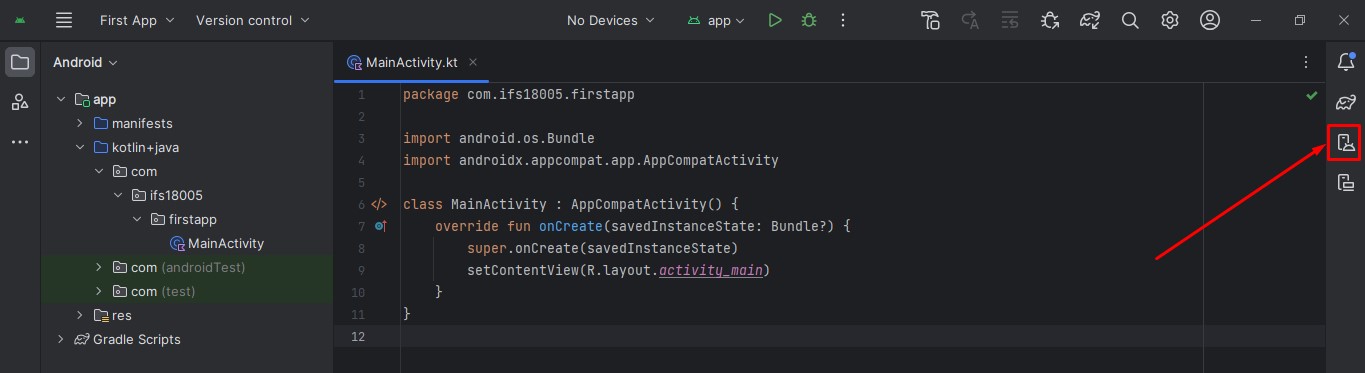 First App
Version control
No Devices
app
Android
MainActivity.kt
app
manifests
kotlin+java
com
ifs18005
firstapp
MainActivity
com (androidTest)
com (test)
res
Gradle Scripts
1 package com.ifs18005.firstapp
2
3 import android.os.Bundle
4 import androidx.appcompat.app.AppCompatActivity
5
6 class MainActivity : AppCompatActivity() {
7 override fun onCreate(savedInstanceState: Bundle?) {
8 super.onCreate(savedInstanceState)
9 setContentView(R.layout.activity_main)
10 }
11 }
12